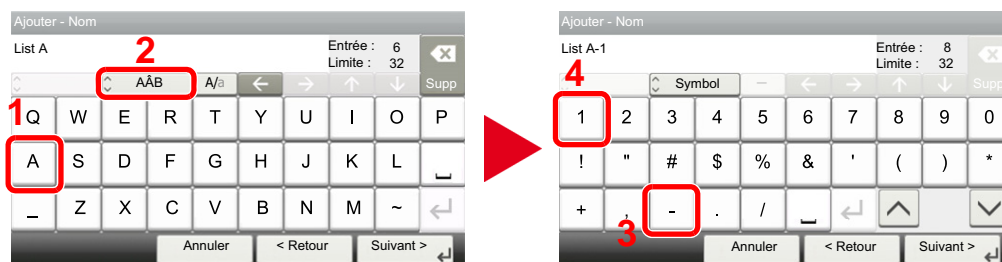 Ajouter - Nom
List A
2
Entrée : 6
Limite : 32
AÂB A/a ← → ↑ ↓ Supp
1
Q W E R T Y U I O P
A S D F G H J K L ⎵
_ Z X C V B N M ~ ↵
Annuler < Retour Suivant > ↵
Ajouter - Nom
List A-1
Entrée : 8
Limite : 32
4
Symbol – ← → ↑ ↓ Supp
1 2 3 4 5 6 7 8 9 0
! " # $ % & ' ( ) *
+ , - . / ⎵ ↵
3
Annuler < Retour Suivant > ↵